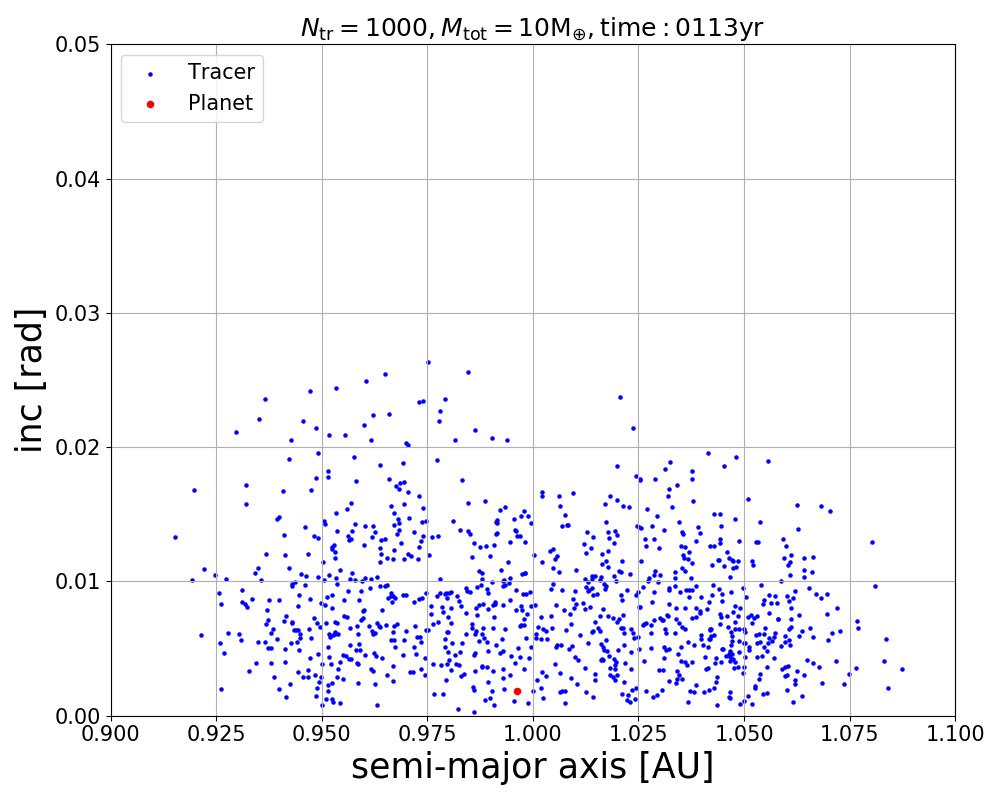 N_tr = 1000, M_tot = 10M_⊕, time : 0113yr
0.05
Tracer
Planet
0.04
0.03
inc [rad]
0.02
0.01
0.00
0.900 0.925 0.950 0.975 1.000 1.025 1.050 1.075 1.100
semi-major axis [AU]